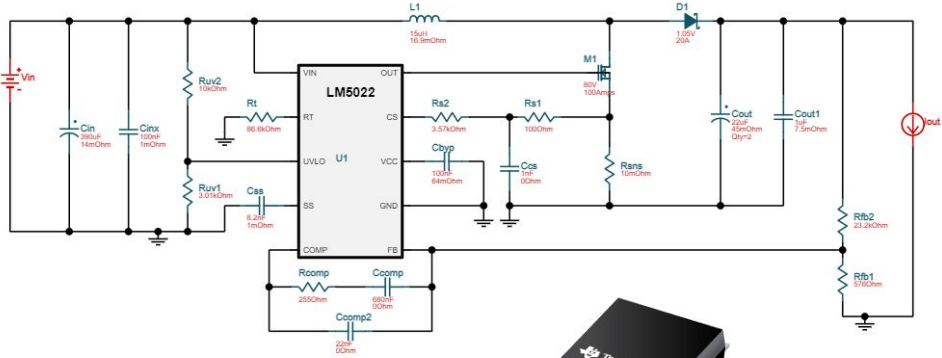 L1
15uH
16.9mOhm
D1
1.05V
20A
Vin
Cin
390uF
14mOhm
Cinx
100nF
1mOhm
Ruv2
10kOhm
Ruv1
3.01kOhm
Rt
86.6kOhm
Css
8.2nF
1mOhm
VIN
OUT
LM5022
RT
CS
UVLO
U1
VCC
SS
GND
COMP
FB
M1
80V
100Amps
Rs2
3.57kOhm
Rs1
100Ohm
Cbyp
100nF
64mOhm
Ccs
1nF
0Ohm
Rsns
10mOhm
Cout
22uF
45mOhm
Qty=2
Cout1
1uF
7.5mOhm
Iout
Rfb2
23.2kOhm
Rfb1
576Ohm
Rcomp
255Ohm
Ccomp
680nF
0Ohm
Ccomp2
22nF
0Ohm